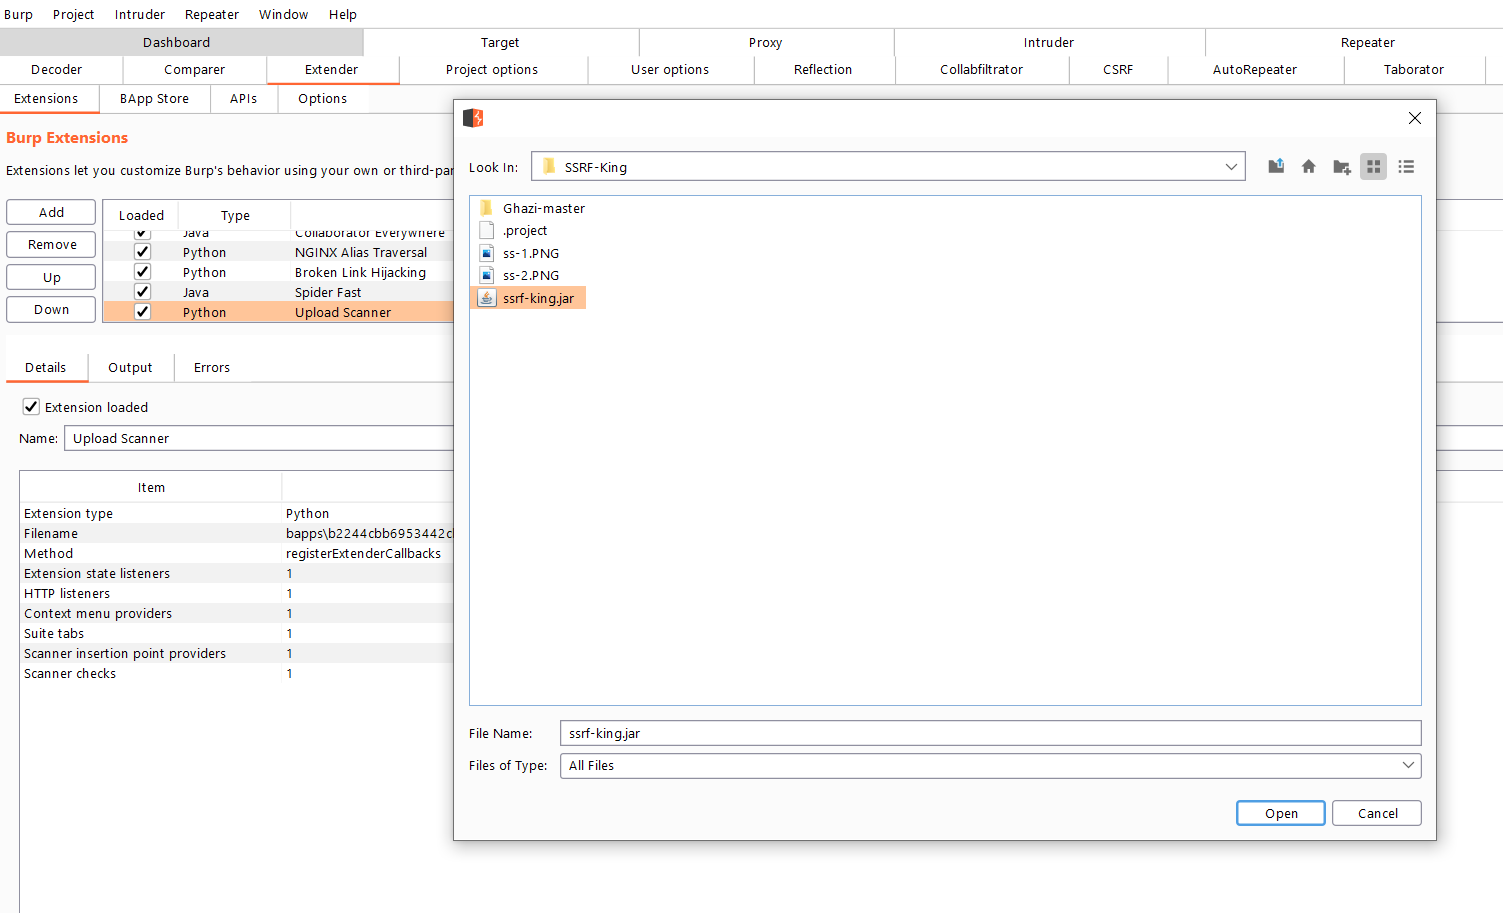 Burp Project Intruder Repeater Window Help
Dashboard Target Proxy Intruder Repeater
Decoder Comparer Extender Project options User options Reflection Collabfiltrator CSRF AutoRepeater Taborator
Extensions BApp Store APIs Options
Burp Extensions
Extensions let you customize Burp's behavior using your own or third-par
Add
Remove
Up
Down
Loaded Type
Java Collaborator Everywhere
Python NGINX Alias Traversal
Python Broken Link Hijacking
Java Spider Fast
Python Upload Scanner
Details Output Errors
Extension loaded
Name: Upload Scanner
Item
Extension type Python
Filename bapps\b2244cbb6953442c
Method registerExtenderCallbacks
Extension state listeners 1
HTTP listeners 1
Context menu providers 1
Suite tabs 1
Scanner insertion point providers 1
Scanner checks 1
Look In: SSRF-King
Ghazi-master
.project
ss-1.PNG
ss-2.PNG
ssrf-king.jar
File Name: ssrf-king.jar
Files of Type: All Files
Open Cancel